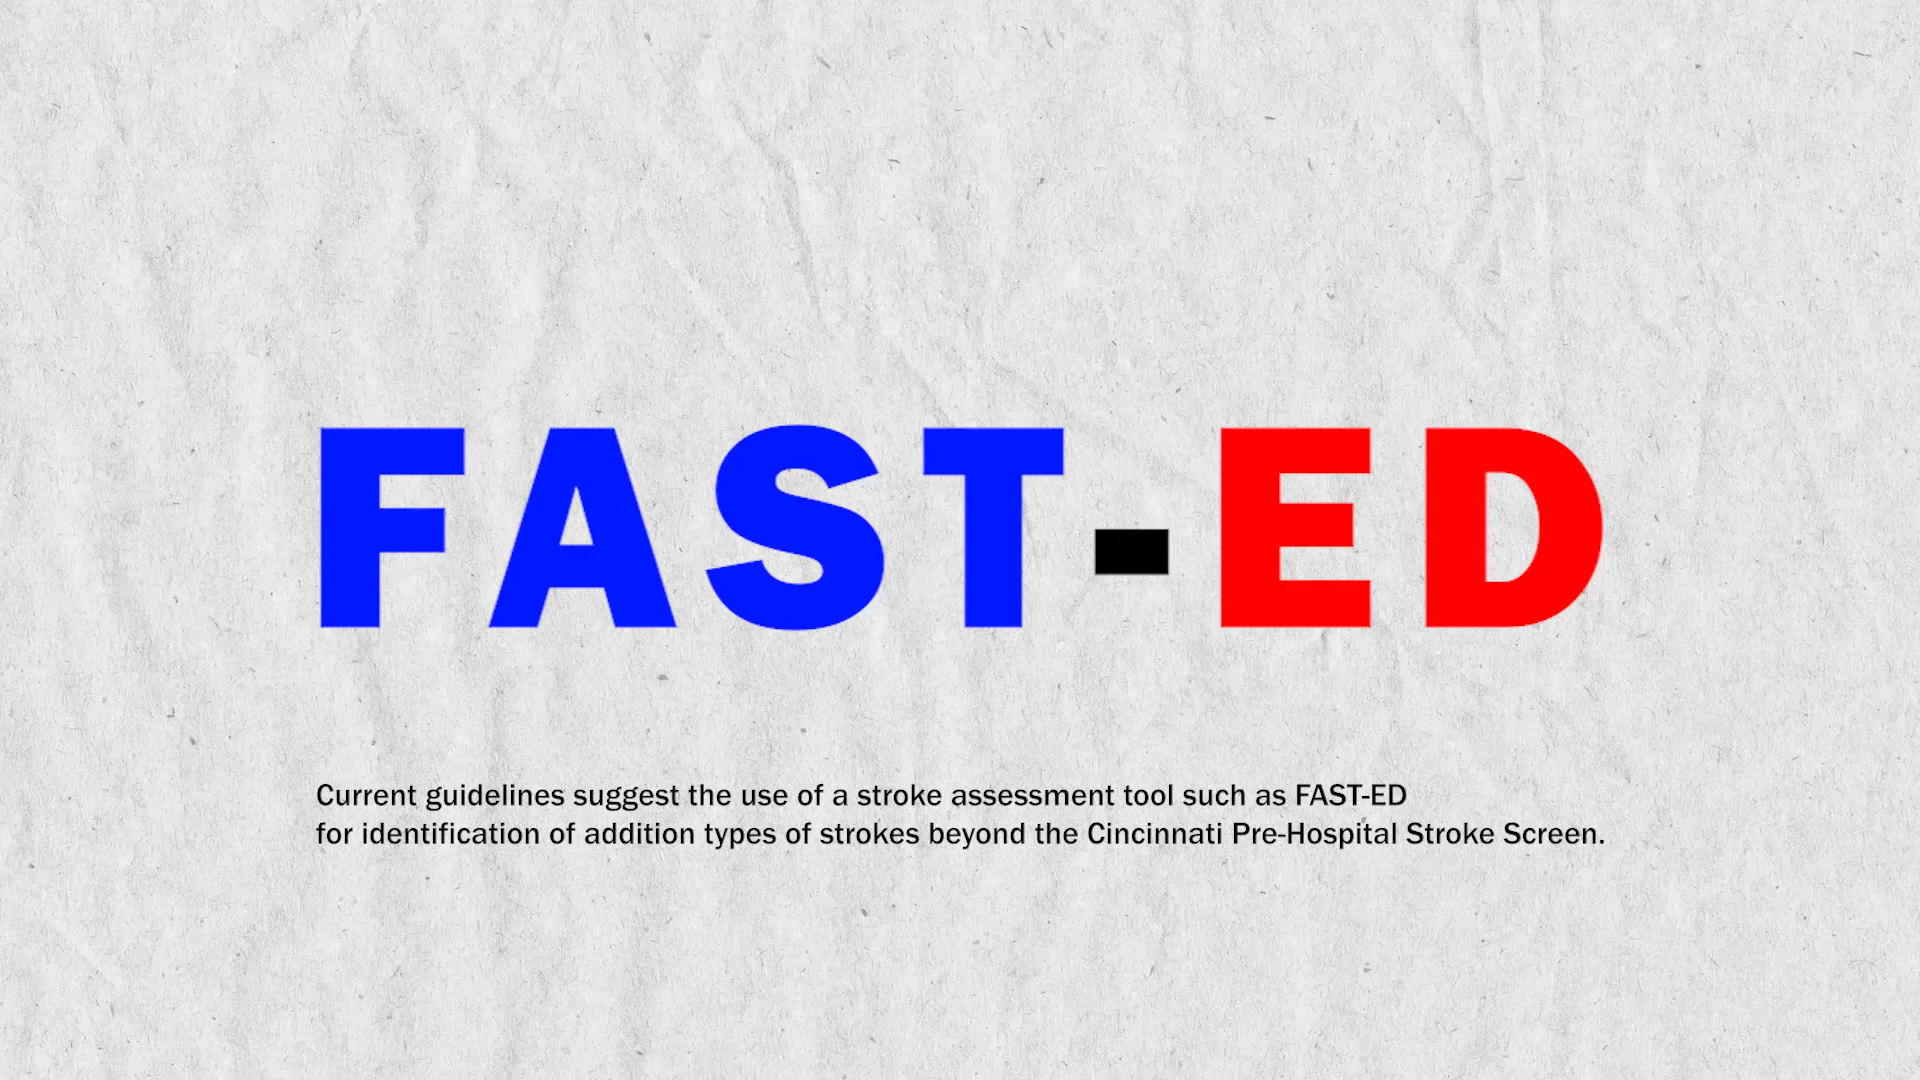 FAST-ED
Current guidelines suggest the use of a stroke assessment tool such as FAST-ED
for identification of addition types of strokes beyond the Cincinnati Pre-Hospital Stroke Screen.